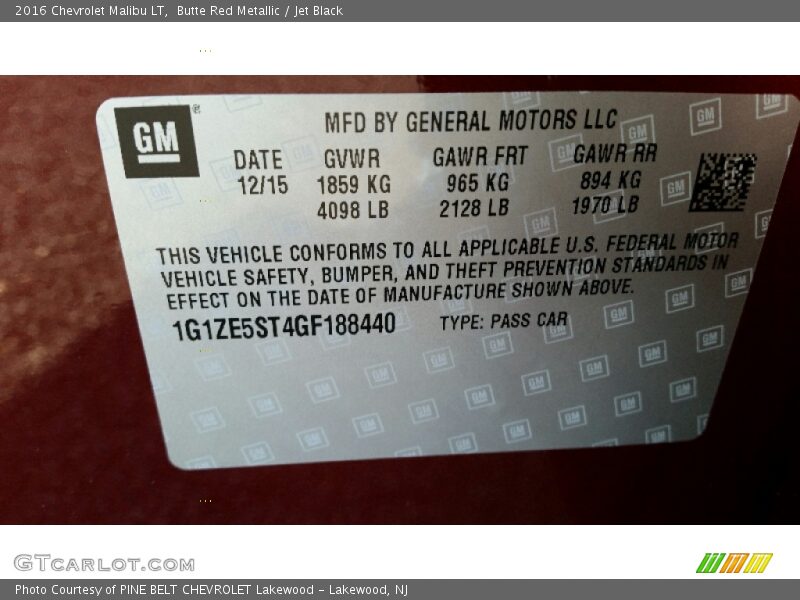 2016 Chevrolet Malibu LT,  Butte Red Metallic / Jet Black
GM ®
MFD BY GENERAL MOTORS LLC
DATE GVWR GAWR FRT GAWR RR
12/15 1859 KG 965 KG 894 KG
4098 LB 2128 LB 1970 LB
THIS VEHICLE CONFORMS TO ALL APPLICABLE U.S. FEDERAL MOTOR
VEHICLE SAFETY, BUMPER, AND THEFT PREVENTION STANDARDS IN
EFFECT ON THE DATE OF MANUFACTURE SHOWN ABOVE.
1G1ZE5ST4GF188440 TYPE: PASS CAR
GTCARLOT.COM
Photo Courtesy of PINE BELT CHEVROLET Lakewood - Lakewood, NJ